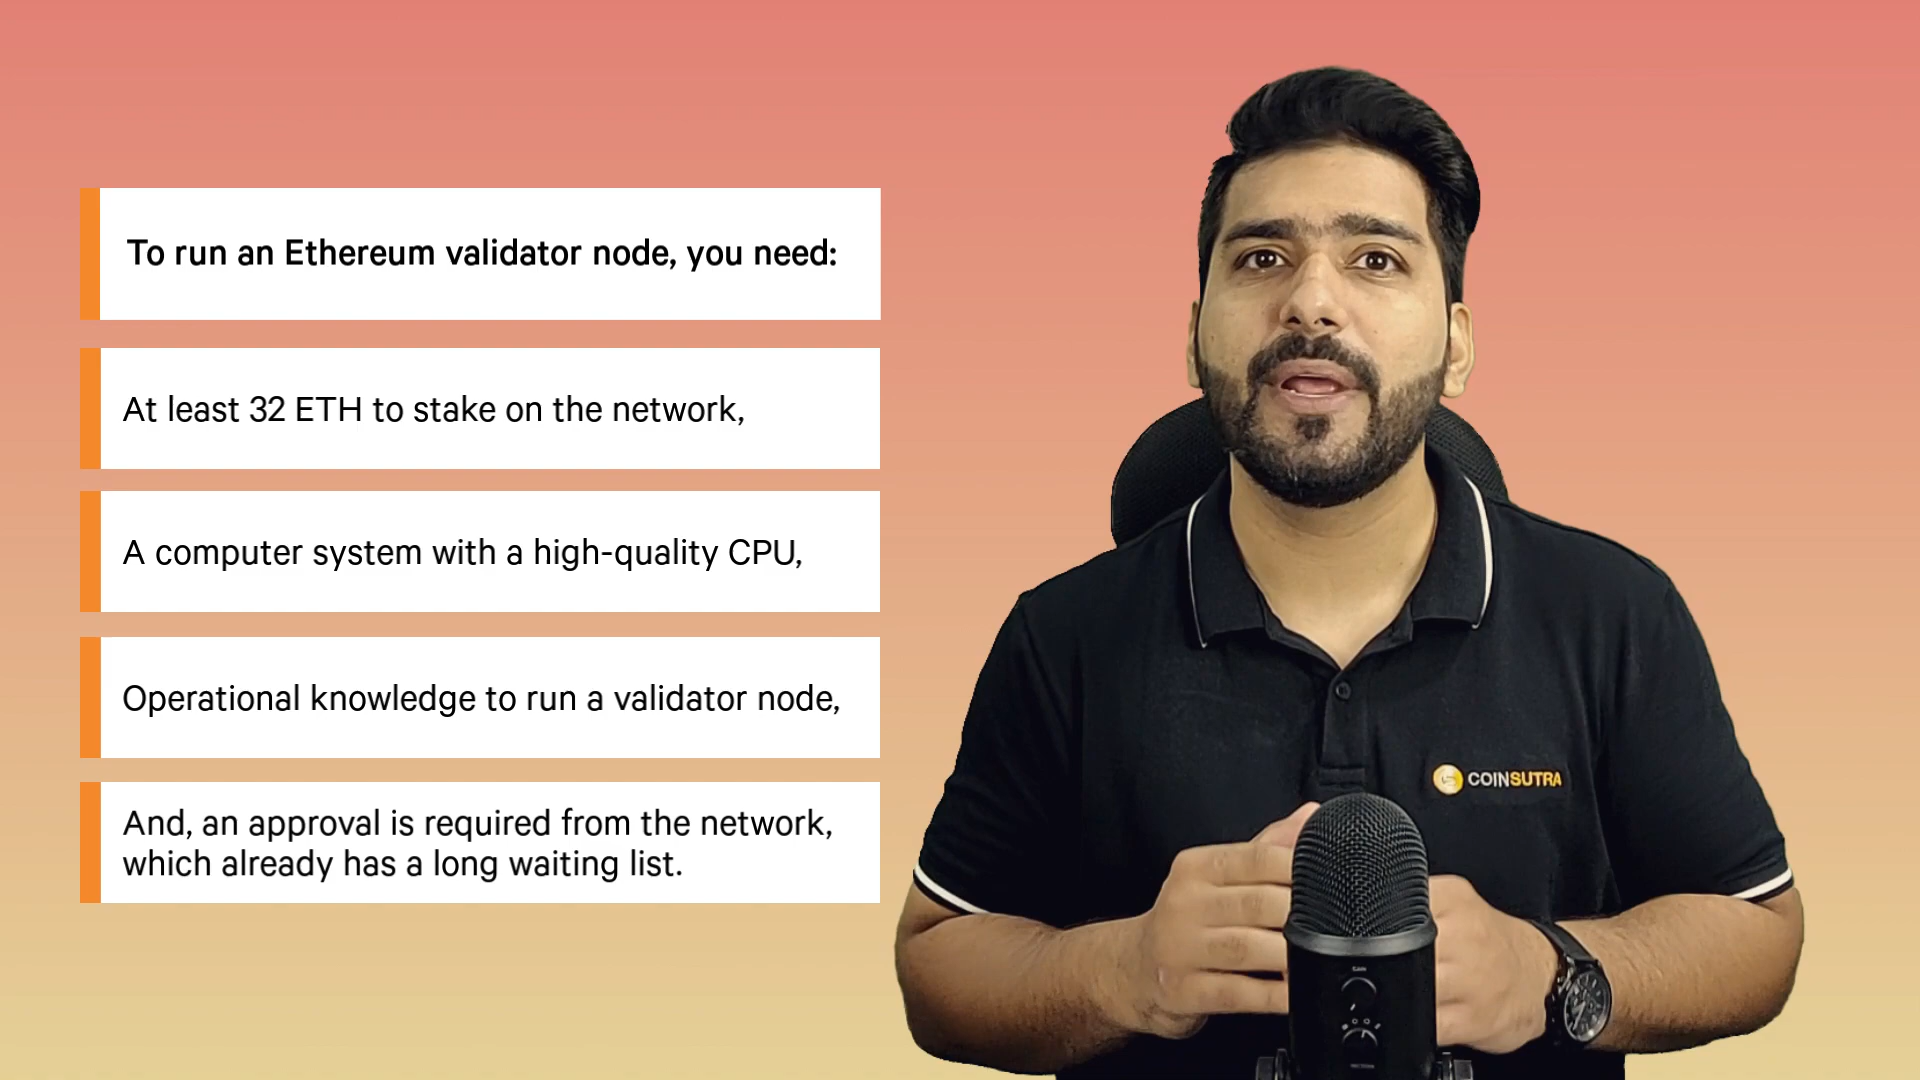 To run an Ethereum validator node, you need:
At least 32 ETH to stake on the network,
A computer system with a high-quality CPU,
Operational knowledge to run a validator node,
And, an approval is required from the network,
which already has a long waiting list.
COINSUTRA